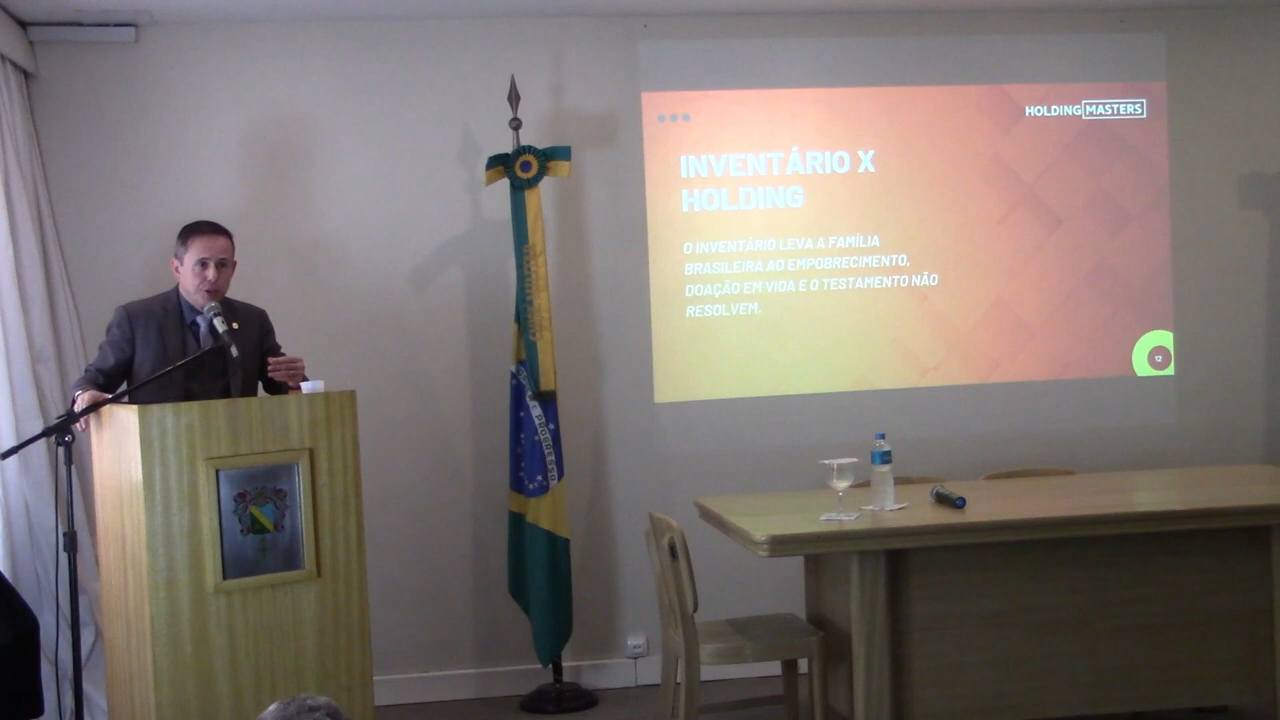 HOLDING MASTERS
INVENTÁRIO X
HOLDING
O INVENTÁRIO LEVA A FAMÍLIA
BRASILEIRA AO EMPOBRECIMENTO,
DOAÇÃO EM VIDA E O TESTAMENTO NÃO
RESOLVEM.
12
E PROGRESSO